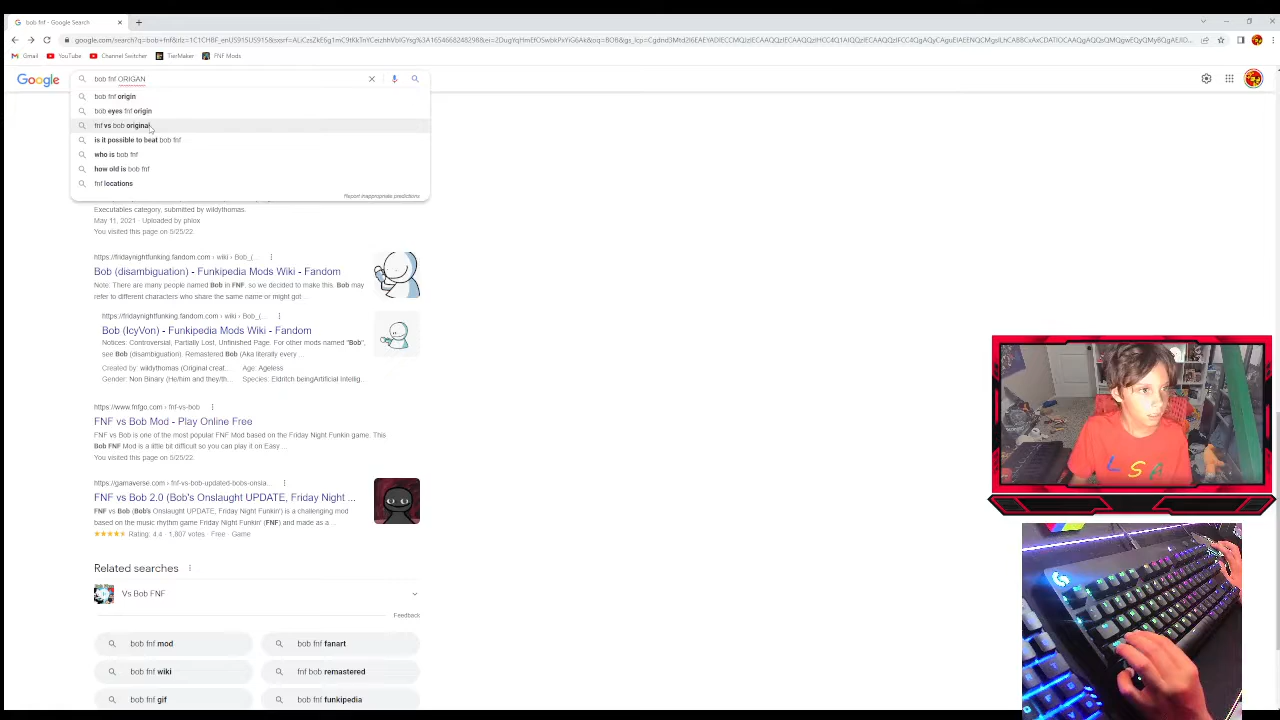 bob fnf - Google Search
Gmail
YouTube
Channel Switcher
TierMaker
FNF Mods
Google
bob fnf ORIGAN
bob fnf origin
bob eyes fnf origin
fnf vs bob original
is it possible to beat bob fnf
who is bob fnf
how old is bob fnf
fnf locations
Report inappropriate predictions
Executables category, submitted by wildythomas.
May 11, 2021 · Uploaded by phlox
You visited this page on 5/25/22.
https://fridaynightfunking.fandom.com › wiki › Bob_(...
Bob (disambiguation) - Funkipedia Mods Wiki - Fandom
Note: There are many people named Bob in FNF, so we decided to make this. Bob may
refer to different characters who share the same name or might got ...
https://fridaynightfunking.fandom.com › wiki › Bob_(...
Bob (IcyVon) - Funkipedia Mods Wiki - Fandom
Notices: Controversial, Partially Lost, Unfinished Page. For other mods named "Bob",
see Bob (disambiguation). Remastered Bob (Aka literally every ...
Created by: wildythomas (Original creat... Age: Ageless
Gender: Non Binary (He/him and they/th... Species: Eldritch beingArtificial Intellig...
https://www.fnfgo.com › fnf-vs-bob
FNF vs Bob Mod - Play Online Free
FNF vs Bob is one of the most popular FNF Mod based on the Friday Night Funkin game. This
Bob FNF Mod is a little bit difficult so you can play it on Easy ...
You visited this page on 5/25/22.
https://gamaverse.com › fnf-vs-bob-updated-bobs-onsla...
FNF vs Bob 2.0 (Bob's Onslaught UPDATE, Friday Night ...
FNF vs Bob (Bob's Onslaught UPDATE, Friday Night Funkin') is a challenging mod
based on the music rhythm game Friday Night Funkin' (FNF) and made as a ...
Rating: 4.4 · 1,807 votes · Free · Game
Related searches
Vs Bob FNF
Feedback
bob fnf mod
bob fnf fanart
bob fnf wiki
fnf bob remastered
bob fnf gif
bob fnf funkipedia
LSA